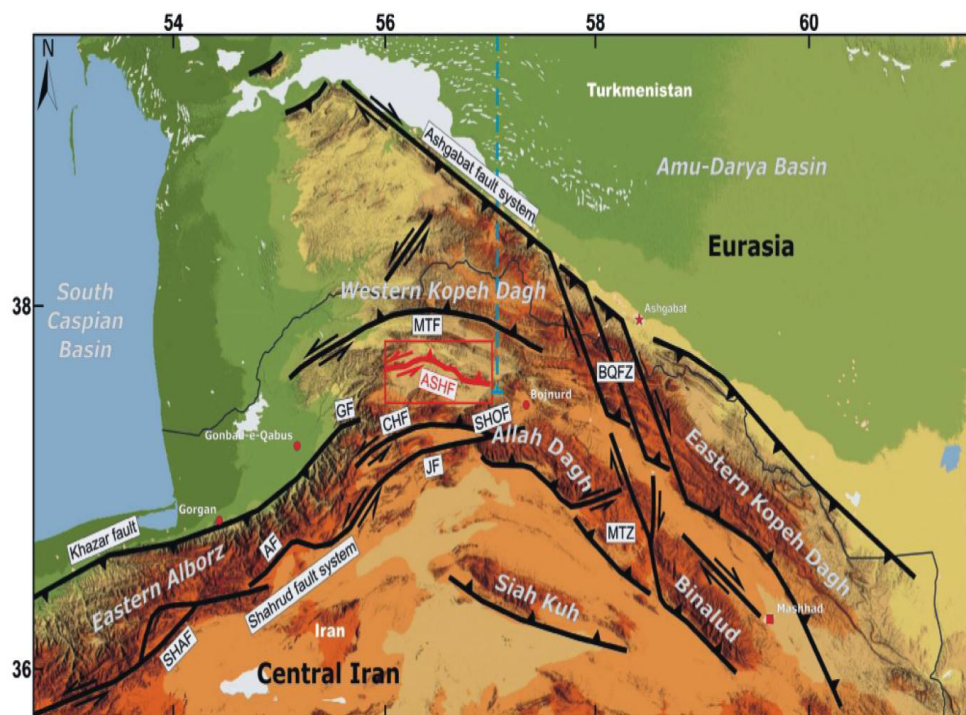 54 56 58 60
N
Turkmenistan
Ashgabat fault system
Amu-Darya Basin
Eurasia
South
Caspian
Basin
38
Western Kopeh Dagh
Ashgabat
MTF
BQFZ
ASHF
Bojnurd
GF
CHF
SHOF
Gonbad-e-Qabus
Allah Dagh
JF
Eastern Kopeh Dagh
Gorgan
Khazar fault
AF
MTZ
Eastern Alborz
Shahrud fault system
Siah Kuh
Binalud
Mashhad
SHAF
Iran
36
Central Iran